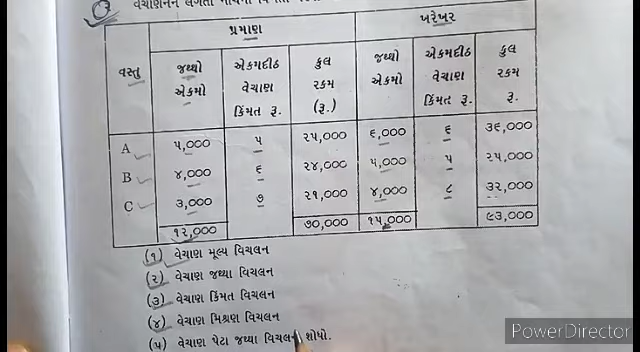 વેચાણને લગતી નીચેની
પ્રમાણ ખરેખર
વસ્તુ જથ્થો એકમદીઠ કુલ જથ્થો એકમદીઠ કુલ
એકમો વેચાણ રકમ એકમો વેચાણ રકમ
કિંમત રૂ. (રૂ.) કિંમત રૂ. રૂ.
A ૫,૦૦૦ ૫ ૨૫,૦૦૦ ૬,૦૦૦ ૬ ૩૬,૦૦૦
B ૪,૦૦૦ ૬ ૨૪,૦૦૦ ૫,૦૦૦ ૫ ૨૫,૦૦૦
C ૩,૦૦૦ ૭ ૨૧,૦૦૦ ૪,૦૦૦ ૮ ૩૨,૦૦૦
૧૨,૦૦૦ ૭૦,૦૦૦ ૧૫,૦૦૦ ૯૩,૦૦૦
(૧) વેચાણ મૂલ્ય વિચલન
(૨) વેચાણ જથ્થા વિચલન
(૩) વેચાણ કિંમત વિચલન
(૪) વેચાણ મિશ્રણ વિચલન
(૫) વેચાણ પેટા જથ્થા વિચલન શોધો.
PowerDirector